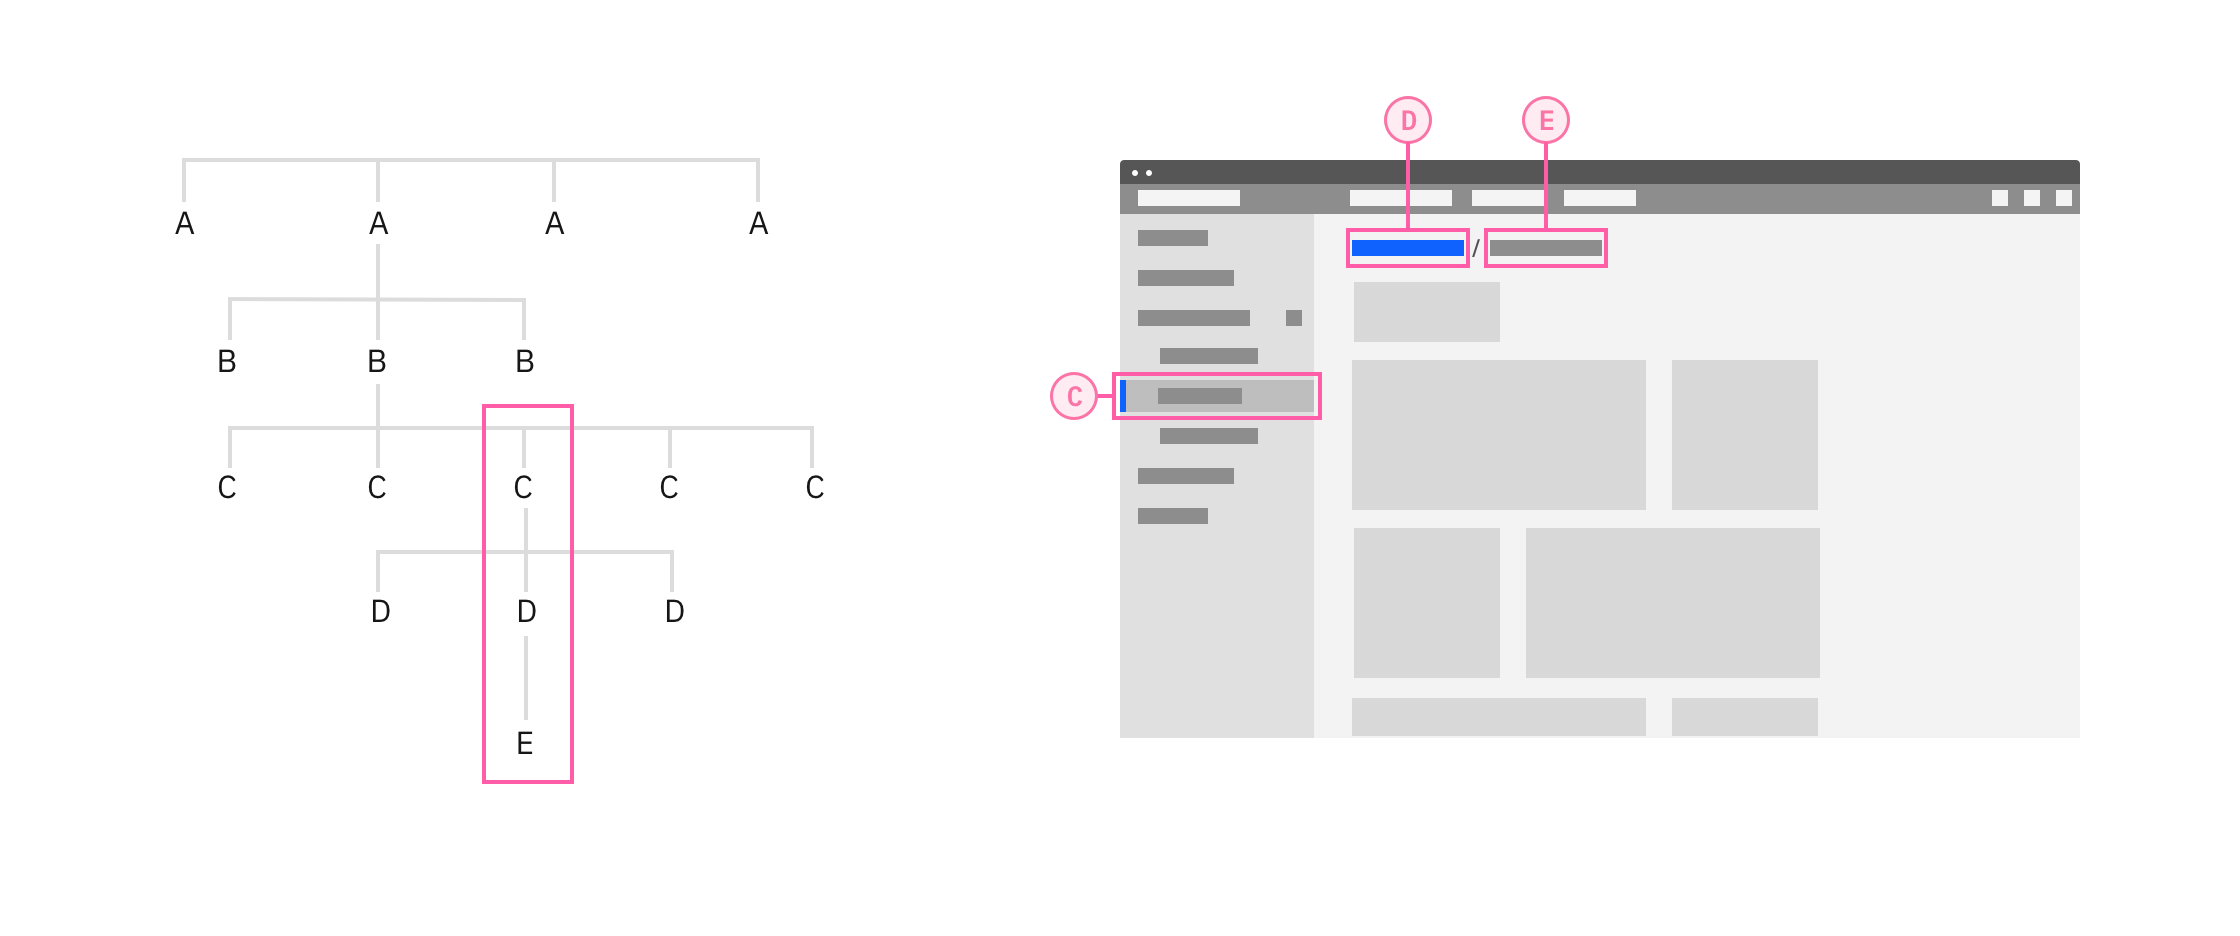 A A A A
B B B
C C C C C
D D D
E
D E
/
C